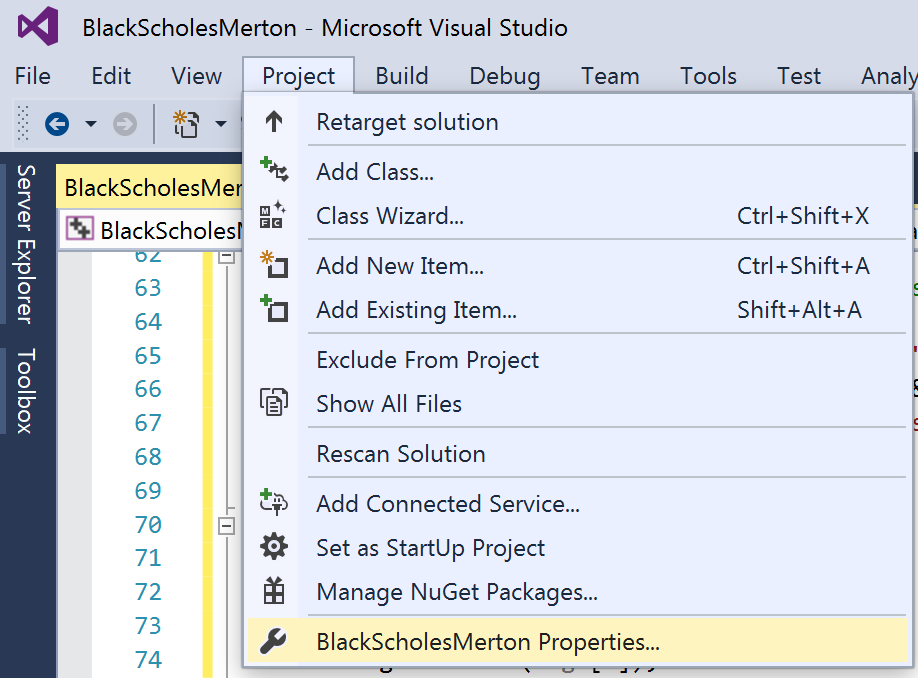 BlackScholesMerton - Microsoft Visual Studio
File Edit View Project Build Debug Team Tools Test Analy
Retarget solution
Add Class...
Class Wizard... Ctrl+Shift+X
Add New Item... Ctrl+Shift+A
Add Existing Item... Shift+Alt+A
Exclude From Project
Show All Files
Rescan Solution
Add Connected Service...
Set as StartUp Project
Manage NuGet Packages...
BlackScholesMerton Properties...
Server Explorer
Toolbox
BlackScholesMer
BlackScholesM
62
63
64
65
66
67
68
69
70
71
72
73
74